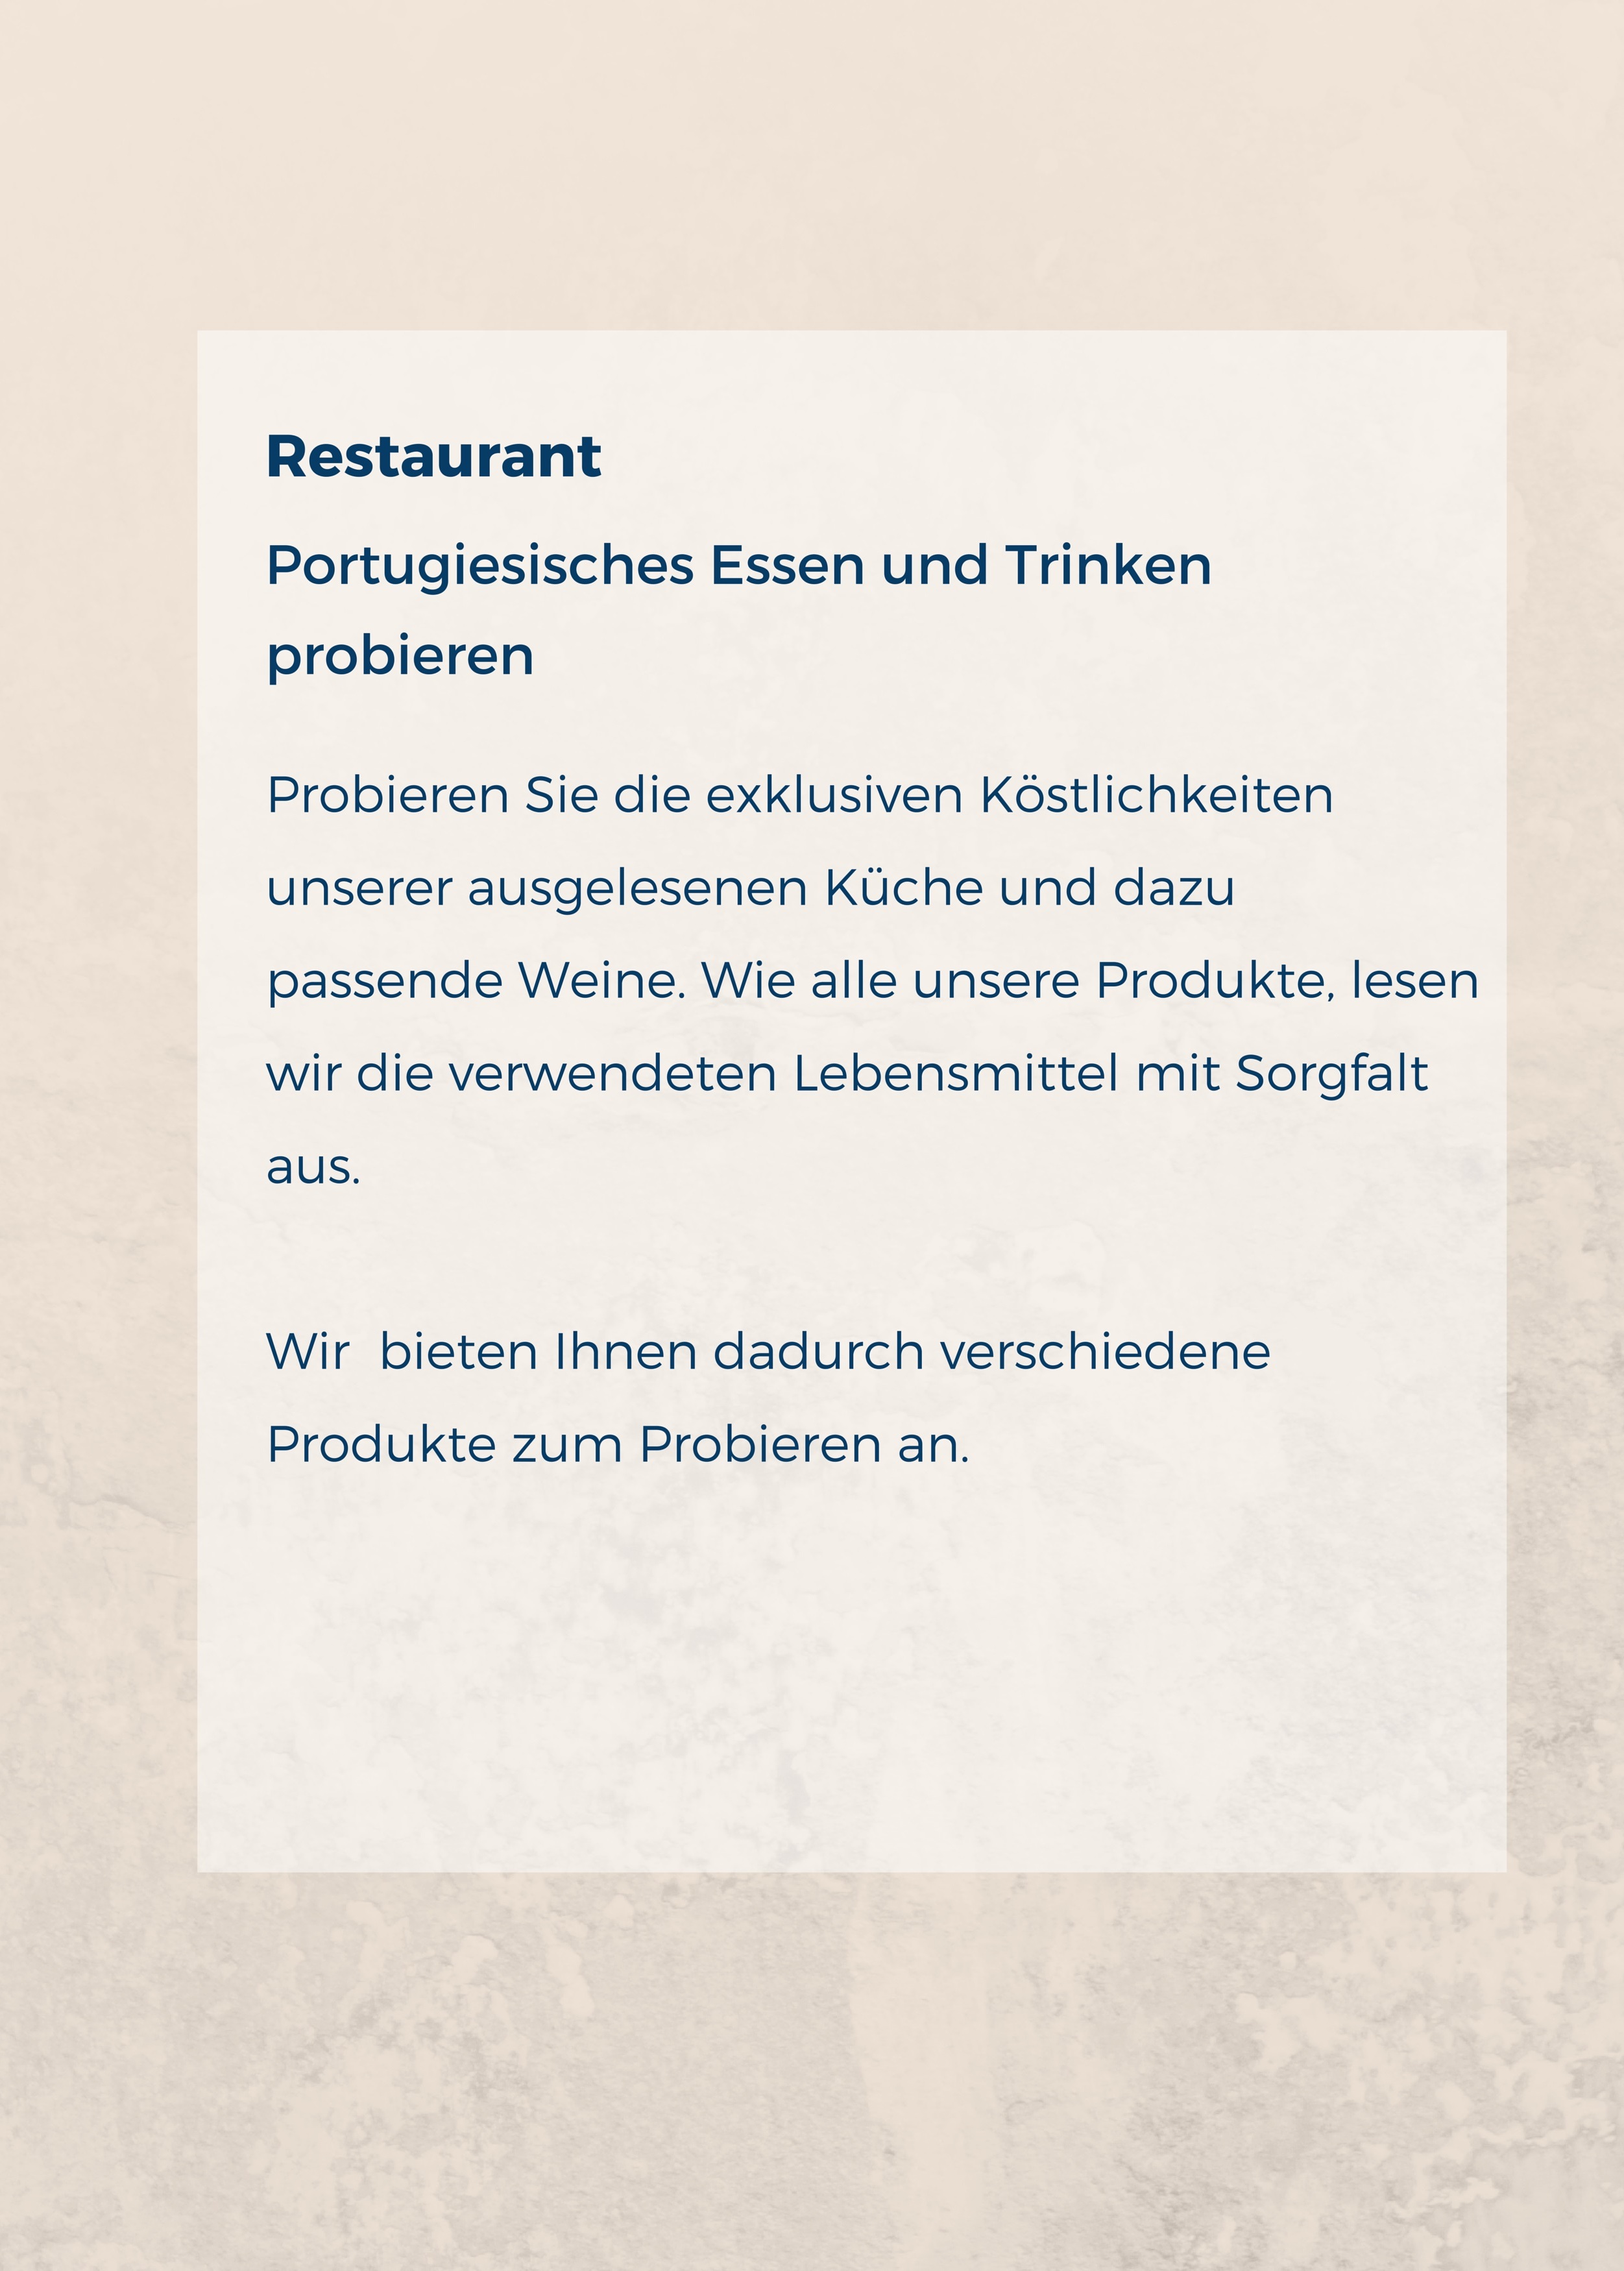 Restaurant
Portugiesisches Essen und Trinken
probieren
Probieren Sie die exklusiven Köstlichkeiten
unserer ausgelesenen Küche und dazu
passende Weine. Wie alle unsere Produkte, lesen
wir die verwendeten Lebensmittel mit Sorgfalt
aus.
Wir  bieten Ihnen dadurch verschiedene
Produkte zum Probieren an.